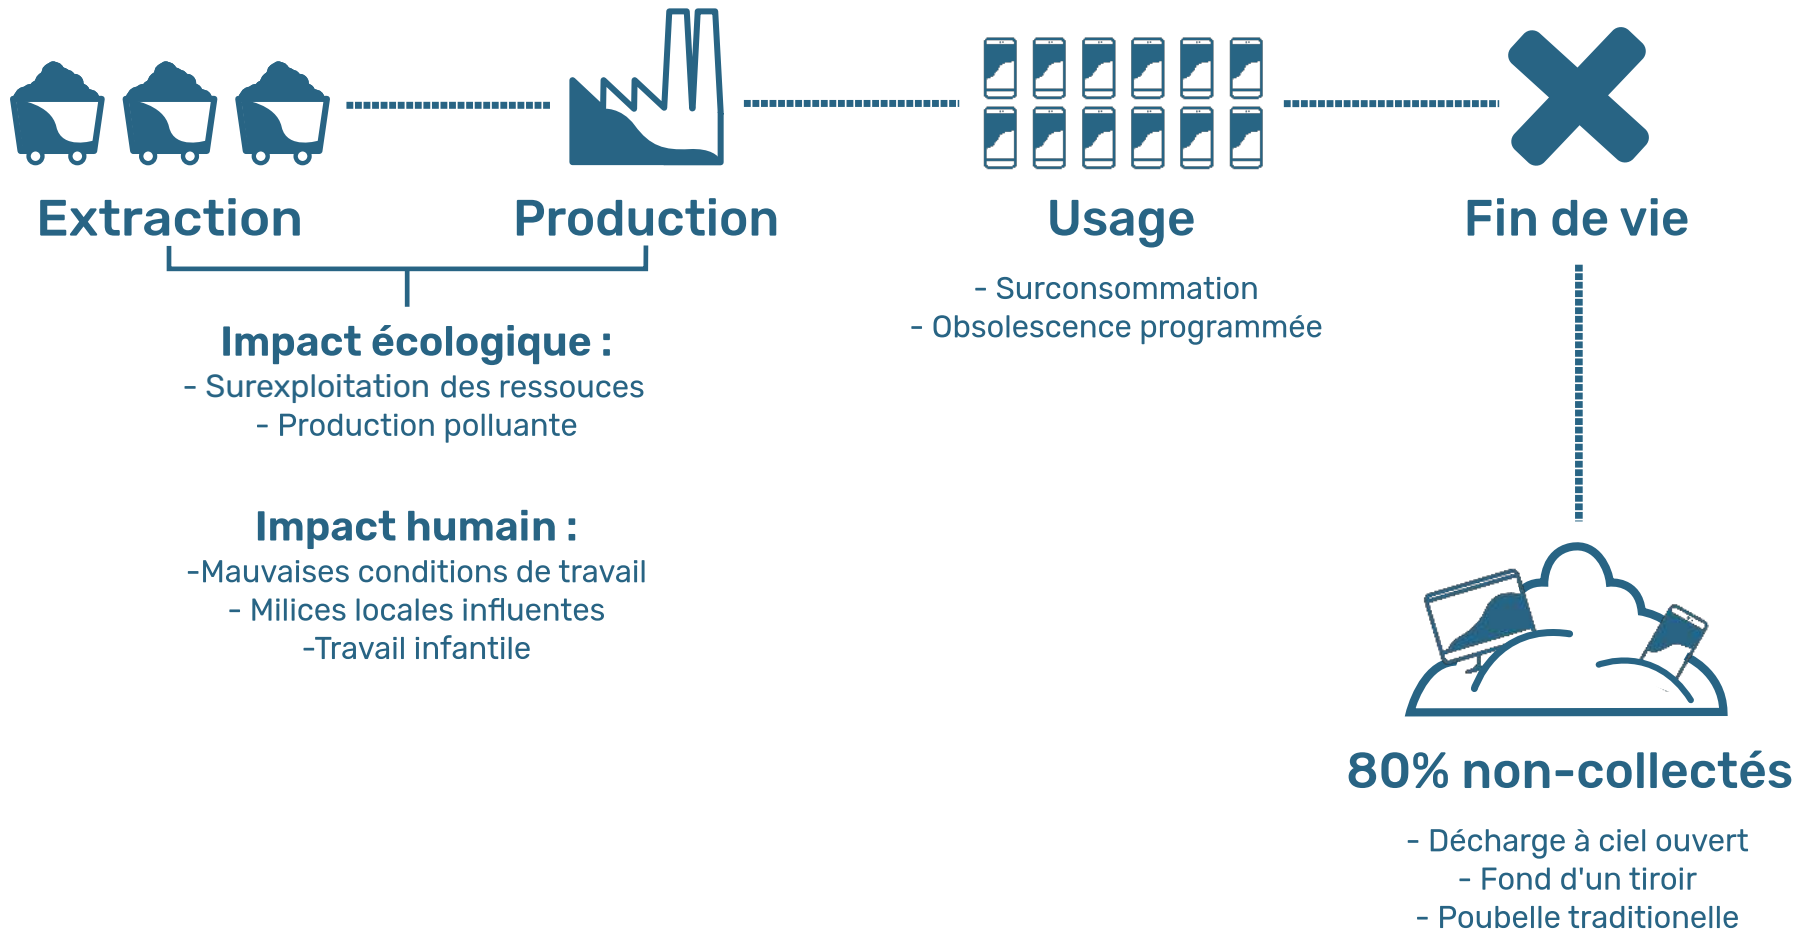 Extraction
Production
Usage
Fin de vie
Impact écologique :
- Surexploitation des ressouces
- Production polluante
Impact humain :
-Mauvaises conditions de travail
- Milices locales influentes
-Travail infantile
- Surconsommation
- Obsolescence programmée
80% non-collectés
- Décharge à ciel ouvert
- Fond d'un tiroir
- Poubelle traditionelle